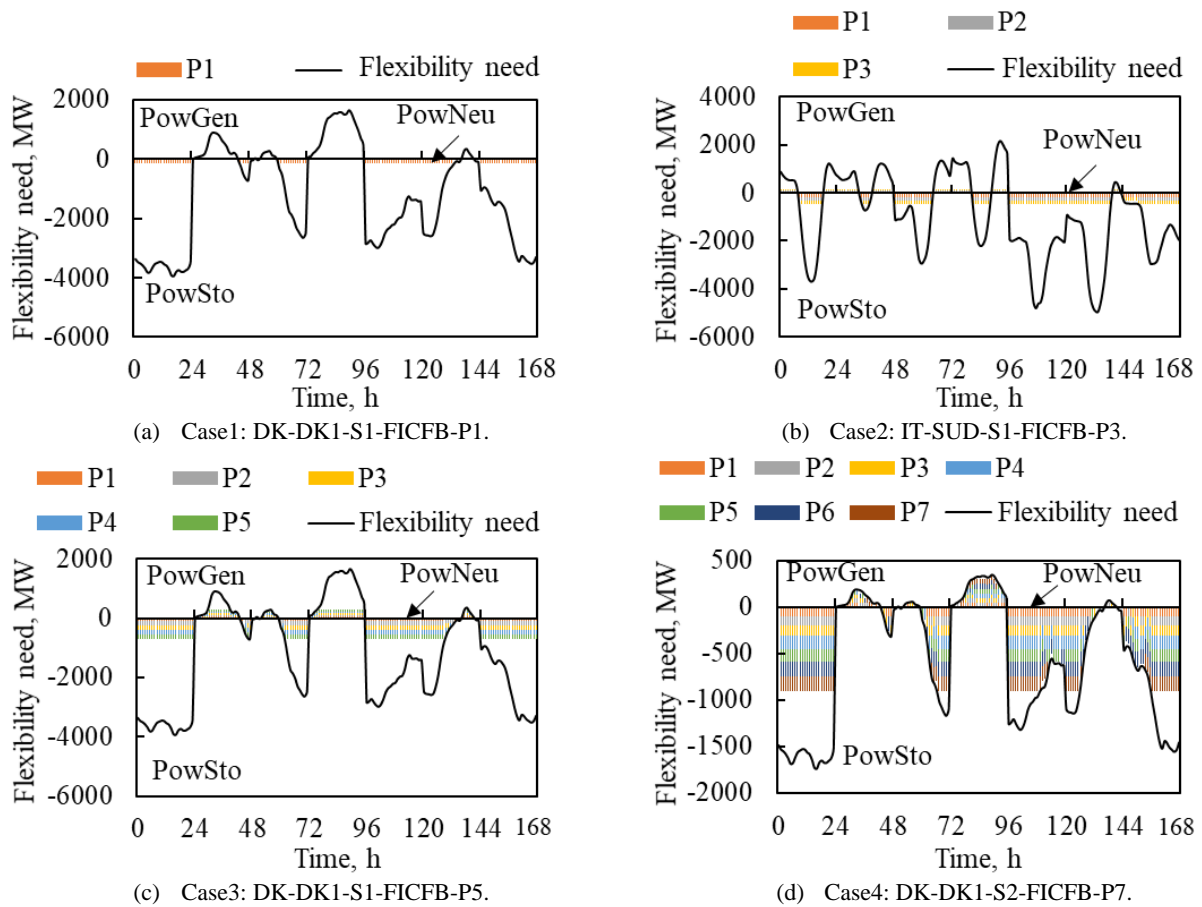 P1 Flexibility need
2000
PowGen
PowNeu
0
-2000
-4000
PowSto
-6000
Flexibility need, MW
0 24 48 72 96 120 144 168
Time, h
(a) Case1: DK-DK1-S1-FICFB-P1.
P1 P2
P3 Flexibility need
4000
PowGen
PowNeu
2000
0
-2000
-4000
PowSto
-6000
Flexibility need, MW
0 24 48 72 96 120 144 168
Time, h
(b) Case2: IT-SUD-S1-FICFB-P3.
P1 P2 P3
P4 P5 Flexibility need
2000
PowGen
PowNeu
0
-2000
-4000
PowSto
-6000
Flexibility need, MW
0 24 48 72 96 120 144 168
Time, h
(c) Case3: DK-DK1-S1-FICFB-P5.
P1 P2 P3 P4
P5 P6 P7 Flexibility need
500
PowGen
PowNeu
0
-500
-1000
-1500
PowSto
-2000
Flexibility need, MW
0 24 48 72 96 120 144 168
Time, h
(d) Case4: DK-DK1-S2-FICFB-P7.